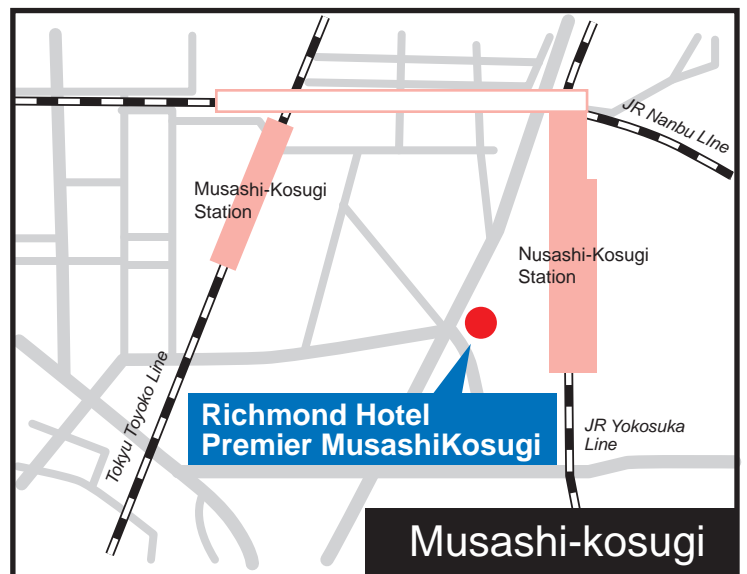 JR Nanbu LIne
Musashi-Kosugi
Station
Nusashi-Kosugi
Station
Tokyu Toyoko Line
Richmond Hotel
Premier MusashiKosugi
JR Yokosuka
Line
Musashi-kosugi